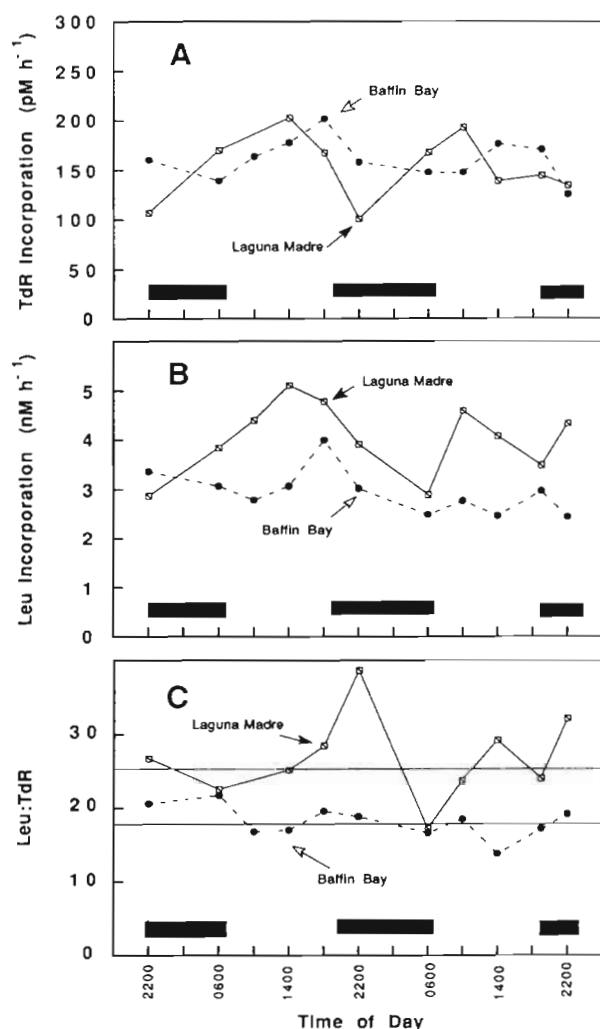 300
250
200
150
100
50
0
TdR Incorporation (pM h-1)
A
Baffin Bay
Laguna Madre
5
4
3
2
1
0
Leu Incorporation (nM h-1)
B
Laguna Madre
Baffin Bay
30
20
10
0
Leu:TdR
C
Laguna Madre
Baffin Bay
2200
0600
1400
2200
0600
1400
2200
Time of Day